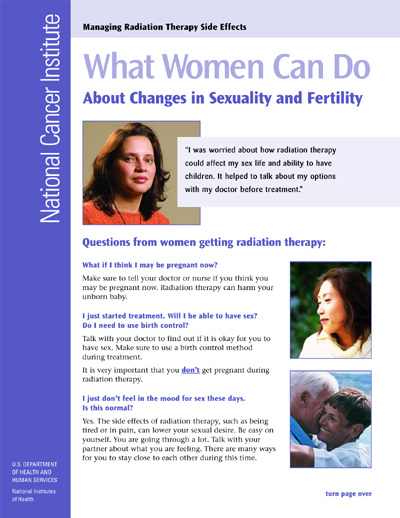 National Cancer Institute
Managing Radiation Therapy Side Effects
What Women Can Do
About Changes in Sexuality and Fertility
“I was worried about how radiation therapy
could affect my sex life and ability to have
children. It helped to talk about my options
with my doctor before treatment.”
Questions from women getting radiation therapy:
What if I think I may be pregnant now?
Make sure to tell your doctor or nurse if you think you
may be pregnant now. Radiation therapy can harm your
unborn baby.
I just started treatment. Will I be able to have sex?
Do I need to use birth control?
Talk with your doctor to find out if it is okay for you to
have sex. Make sure to use a birth control method
during treatment.
It is very important that you don’t get pregnant during
radiation therapy.
I just don’t feel in the mood for sex these days.
Is this normal?
Yes. The side effects of radiation therapy, such as being
tired or in pain, can lower your sexual desire. Be easy on
yourself. You are going through a lot. Talk with your
partner about what you are feeling. There are many ways
for you to stay close to each other during this time.
U.S. DEPARTMENT
OF HEALTH AND
HUMAN SERVICES
National Institutes
of Health
turn page over